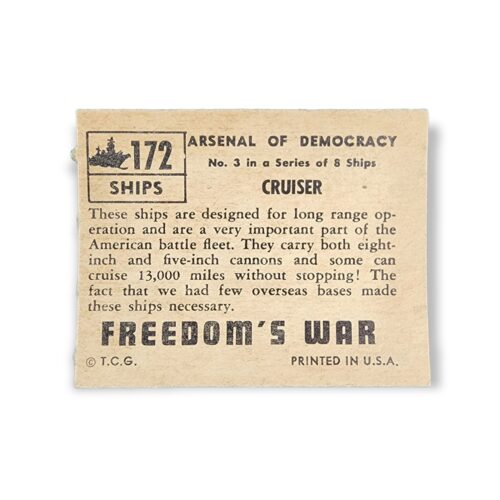 172
SHIPS
ARSENAL OF DEMOCRACY
No. 3 in a Series of 8 Ships
CRUISER
These ships are designed for long range op-
eration and are a very important part of the
American battle fleet. They carry both eight-
inch and five-inch cannons and some can
cruise 13,000 miles without stopping! The
fact that we had few overseas bases made
these ships necessary.
FREEDOM'S WAR
© T.C.G. PRINTED IN U.S.A.